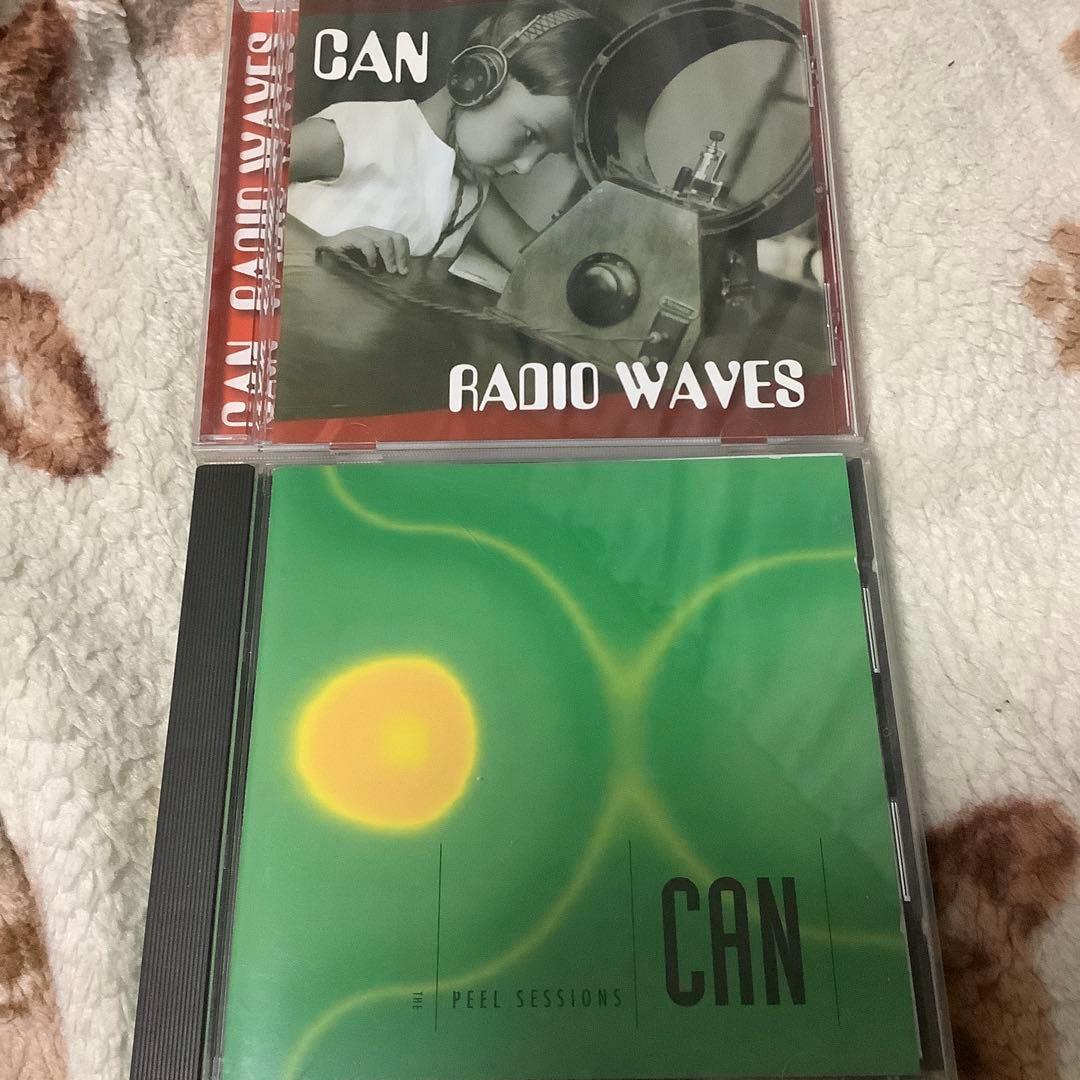 CAN RADIO WAVES
CAN
RADIO WAVES
THE PEEL SESSIONS CAN